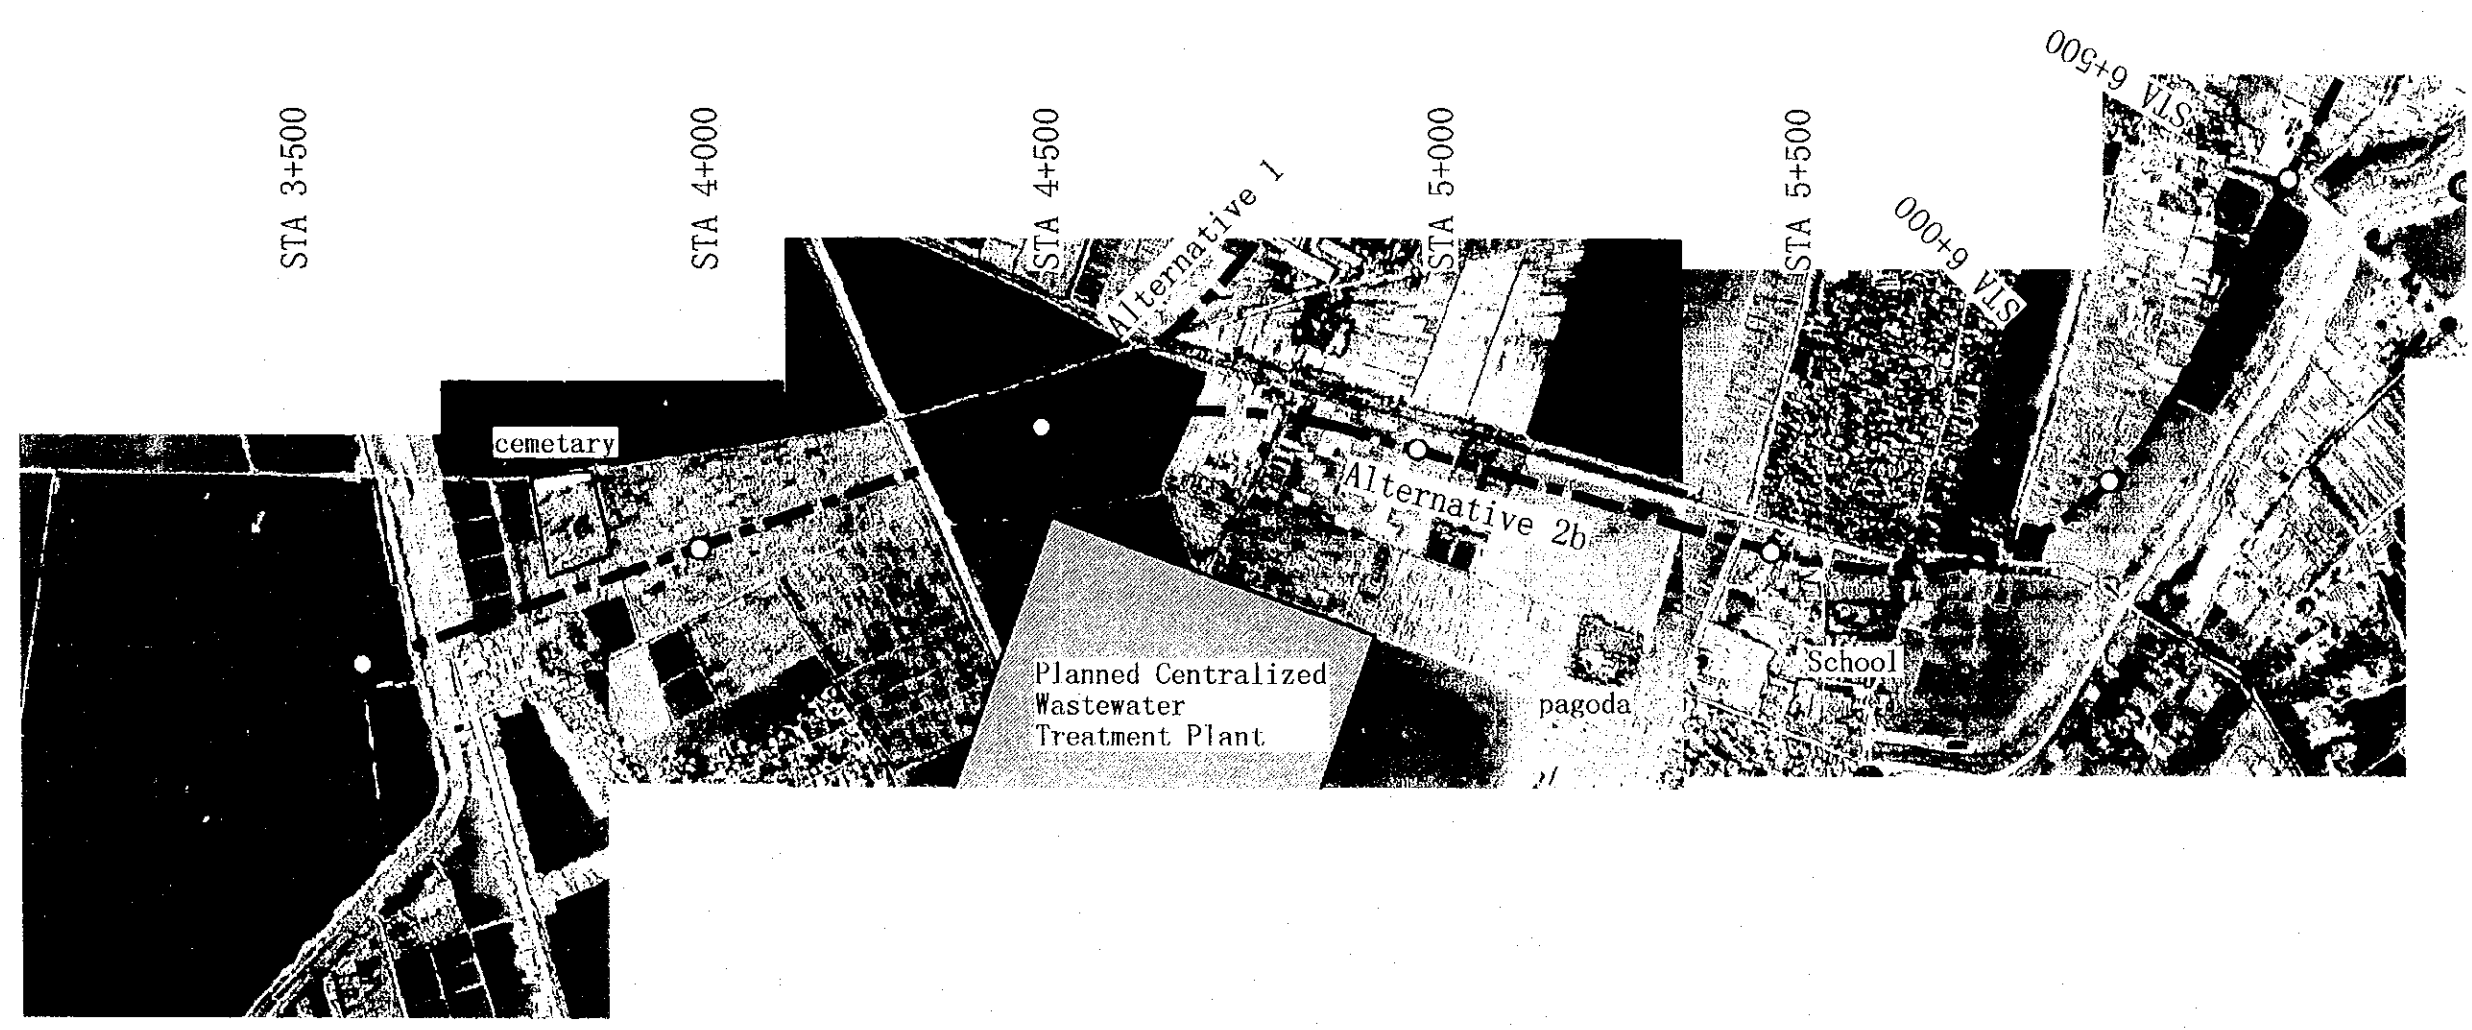 STA 3+500
STA 4+000
STA 4+500
STA 5+000
STA 5+500
STA 6+000
STA 6+500
Alternative 1
cemetary
Alternative 2b
Planned Centralized
Wastewater
Treatment Plant
School
pagoda